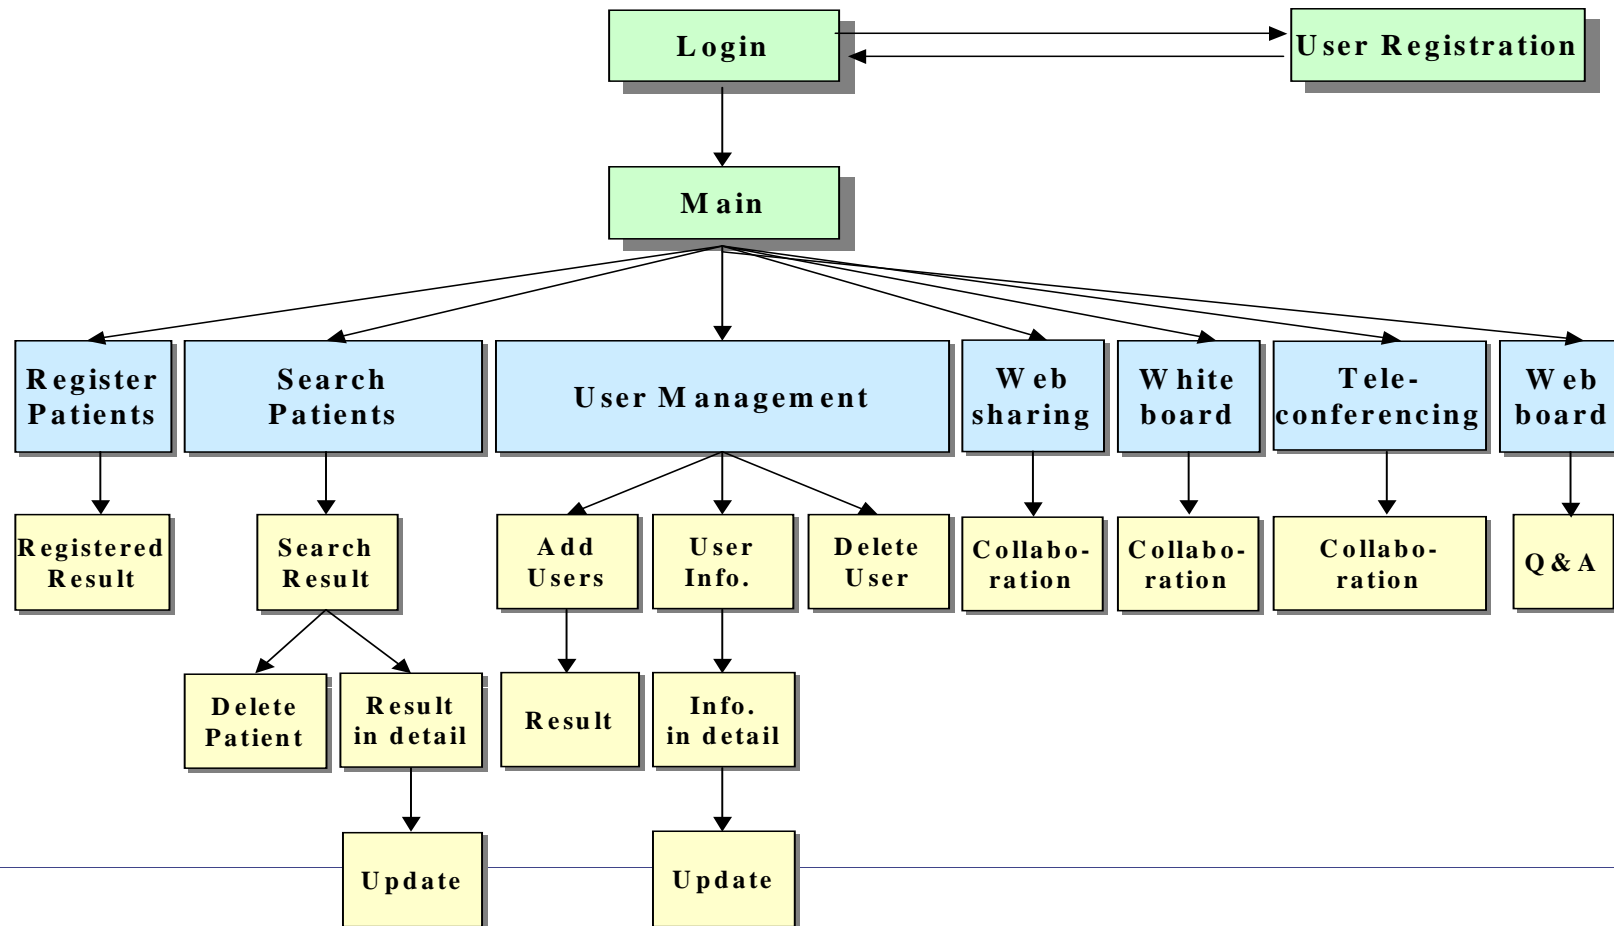 Login
User Registration
Main
Register
Patients
Search
Patients
User Management
Web
sharing
White
board
Tele-
conferencing
Web
board
Registered
Result
Search
Result
Add
Users
User
Info.
Delete
User
Collabo-
ration
Collabo-
ration
Collabo-
ration
Q & A
Delete
Patient
Result
in detail
Result
Info.
in detail
Update
Update